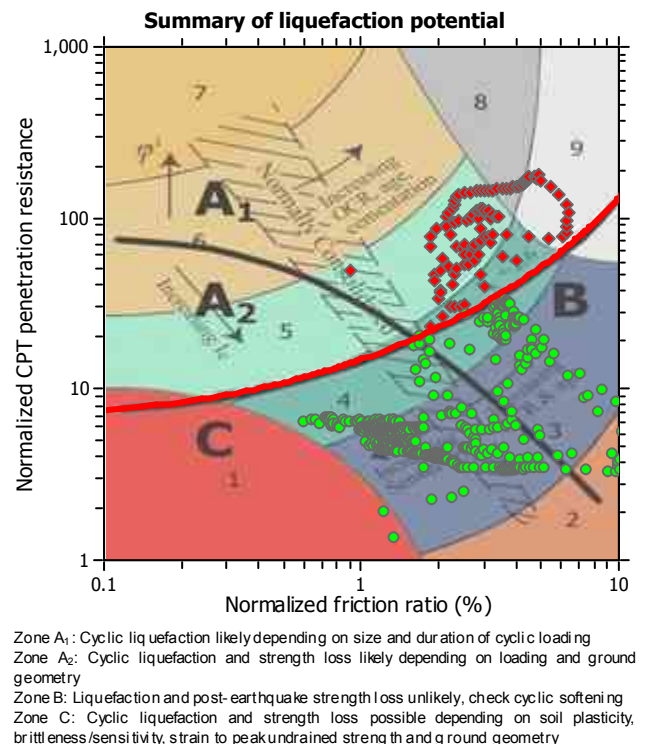 Summary of liquefaction potential
1,000
100
10
1
Normalized CPT penetration resistance
7
8
9
φ'
A1
Increasing
OCR, age,
cementation
Normally Consolidated
6
A2
Increasing
5
B
4
3
C
1
2
0.1
1
10
Normalized friction ratio (%)
Zone A1: Cyclic liquefaction likely depending on size and duration of cyclic loading
Zone A2: Cyclic liquefaction and strength loss likely depending on loading and ground
geometry
Zone B: Liquefaction and post-earthquake strength loss unlikely, check cyclic softening
Zone C: Cyclic liquefaction and strength loss possible depending on soil plasticity,
brittleness/sensitivity, strain to peak undrained strength and ground geometry